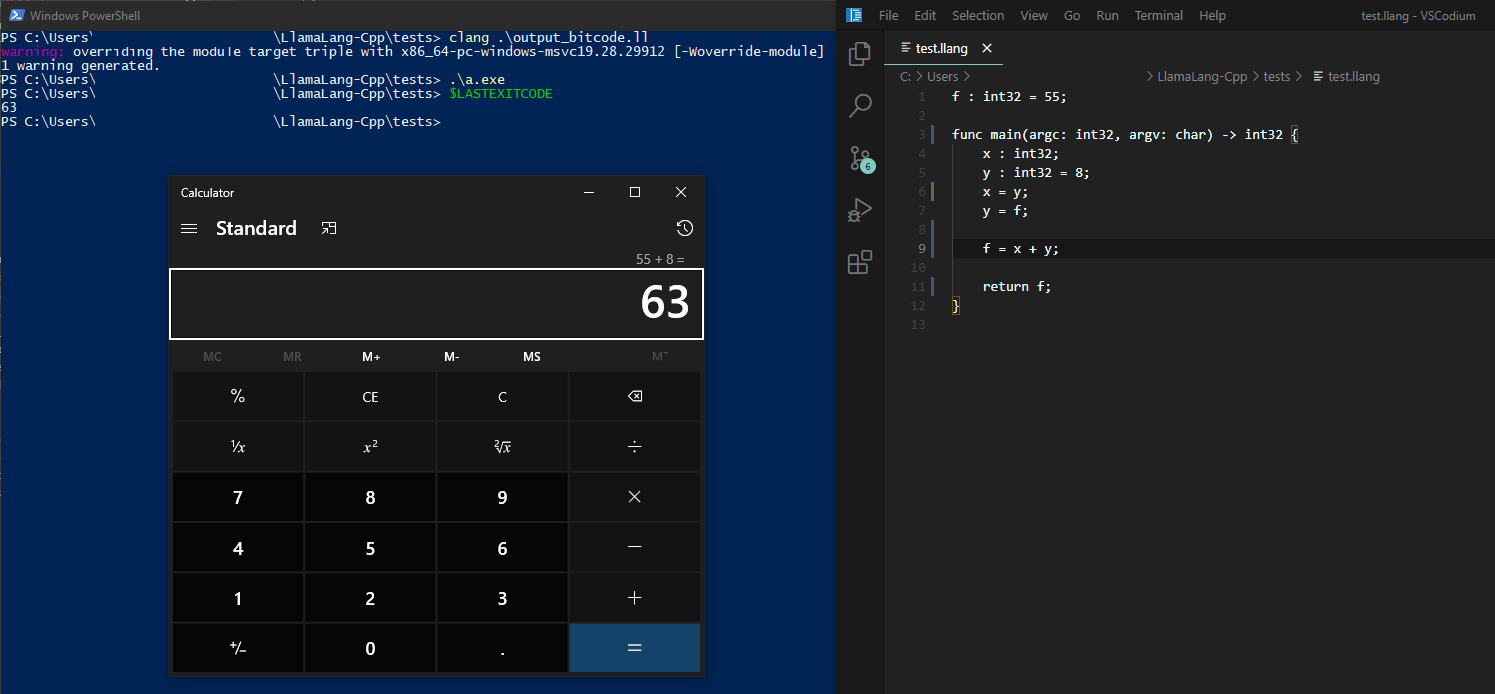 Windows PowerShell
PS C:\Users\ \LlamaLang-Cpp\tests> clang .\output_bitcode.ll
warning: overriding the module target triple with x86_64-pc-windows-msvc19.28.29912 [-Woverride-module]
1 warning generated.
PS C:\Users\ \LlamaLang-Cpp\tests> .\a.exe
PS C:\Users\ \LlamaLang-Cpp\tests> $LASTEXITCODE
63
PS C:\Users\ \LlamaLang-Cpp\tests>
Calculator
Standard
55 + 8 =
63
MC MR M+ M- MS M˅
% CE C
¹⁄x x² ²√x ÷
7 8 9 ×
4 5 6 −
1 2 3 +
+/− 0 . =
File Edit Selection View Go Run Terminal Help test.llang - VSCodium
test.llang
C: > Users > > LlamaLang-Cpp > tests > test.llang
6
1 f : int32 = 55;
2
3 func main(argc: int32, argv: char) -> int32 {
4 x : int32;
5 y : int32 = 8;
6 x = y;
7 y = f;
8
9 f = x + y;
10
11 return f;
12 }
13